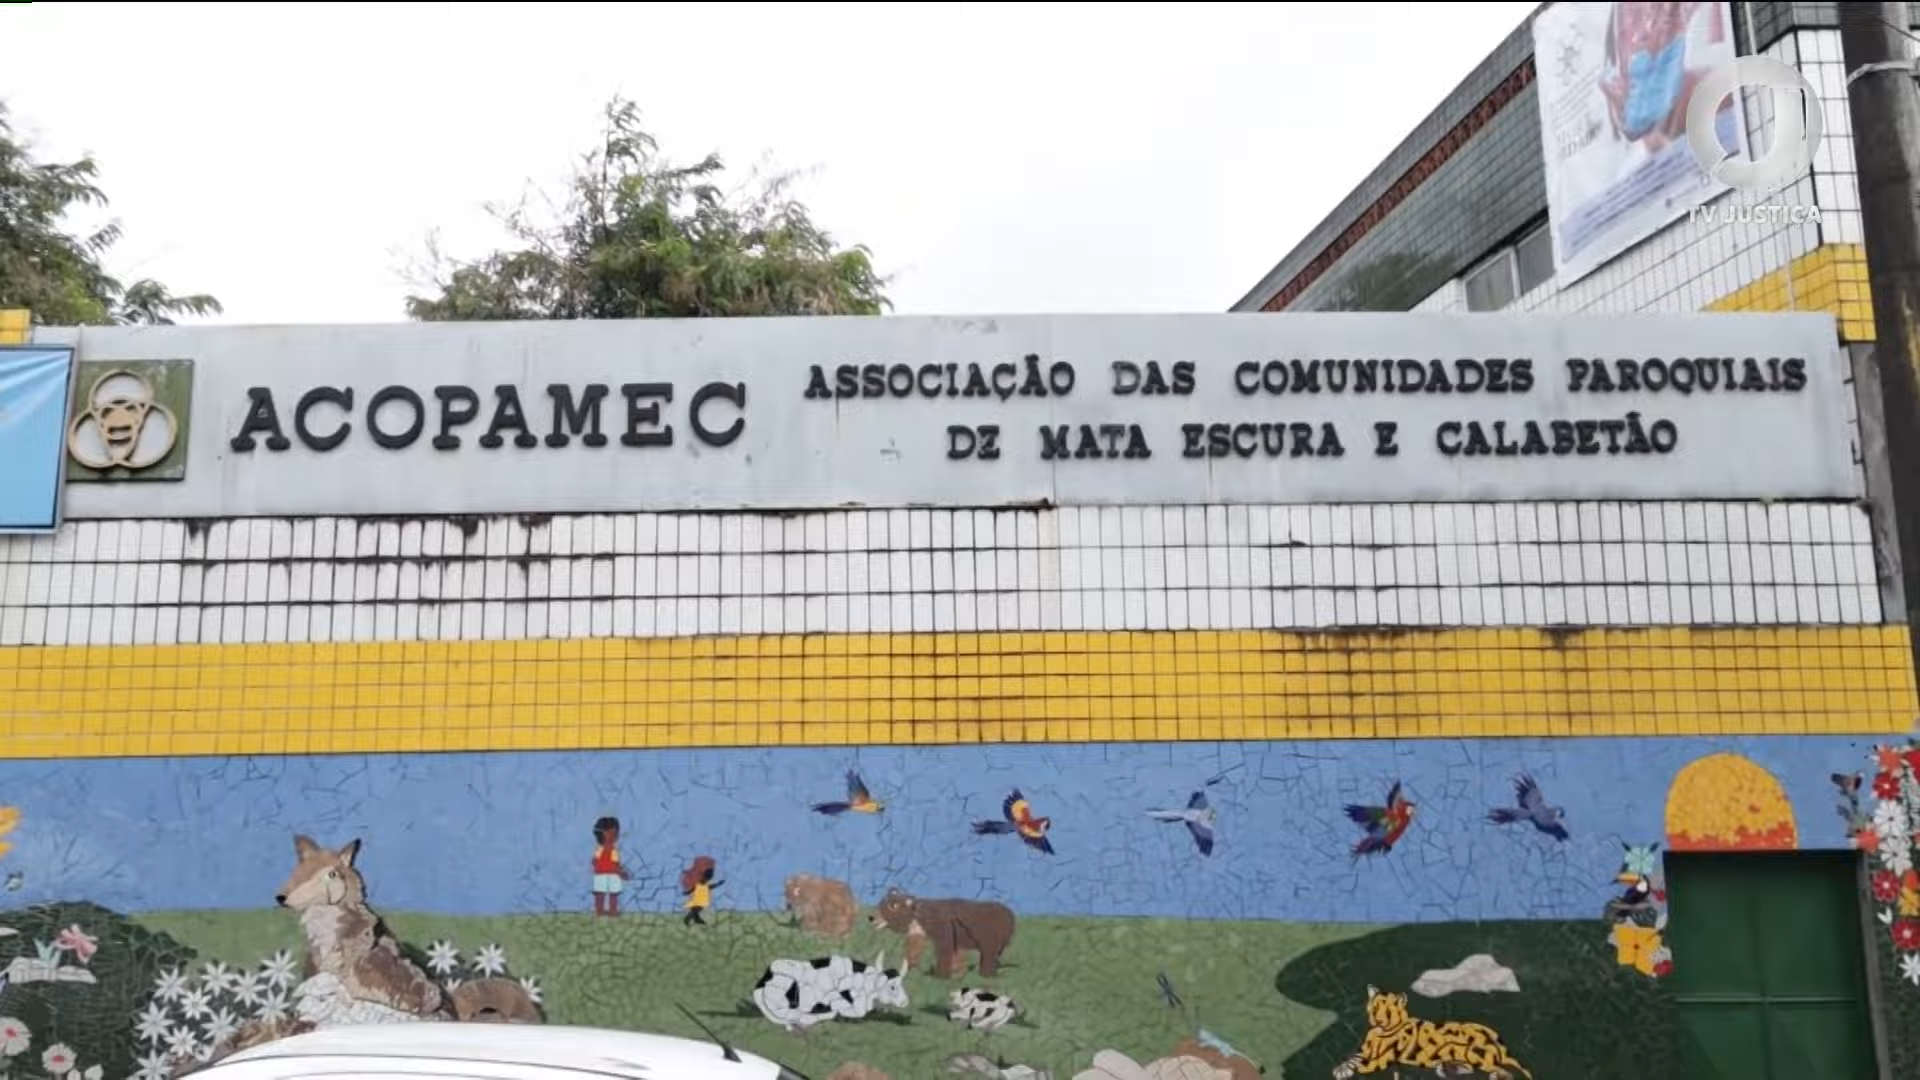 ACOPAMEC
ASSOCIAÇÃO DAS COMUNIDADES PAROQUIAIS
DE MATA ESCURA E CALABETÃO
TV JUSTIÇA